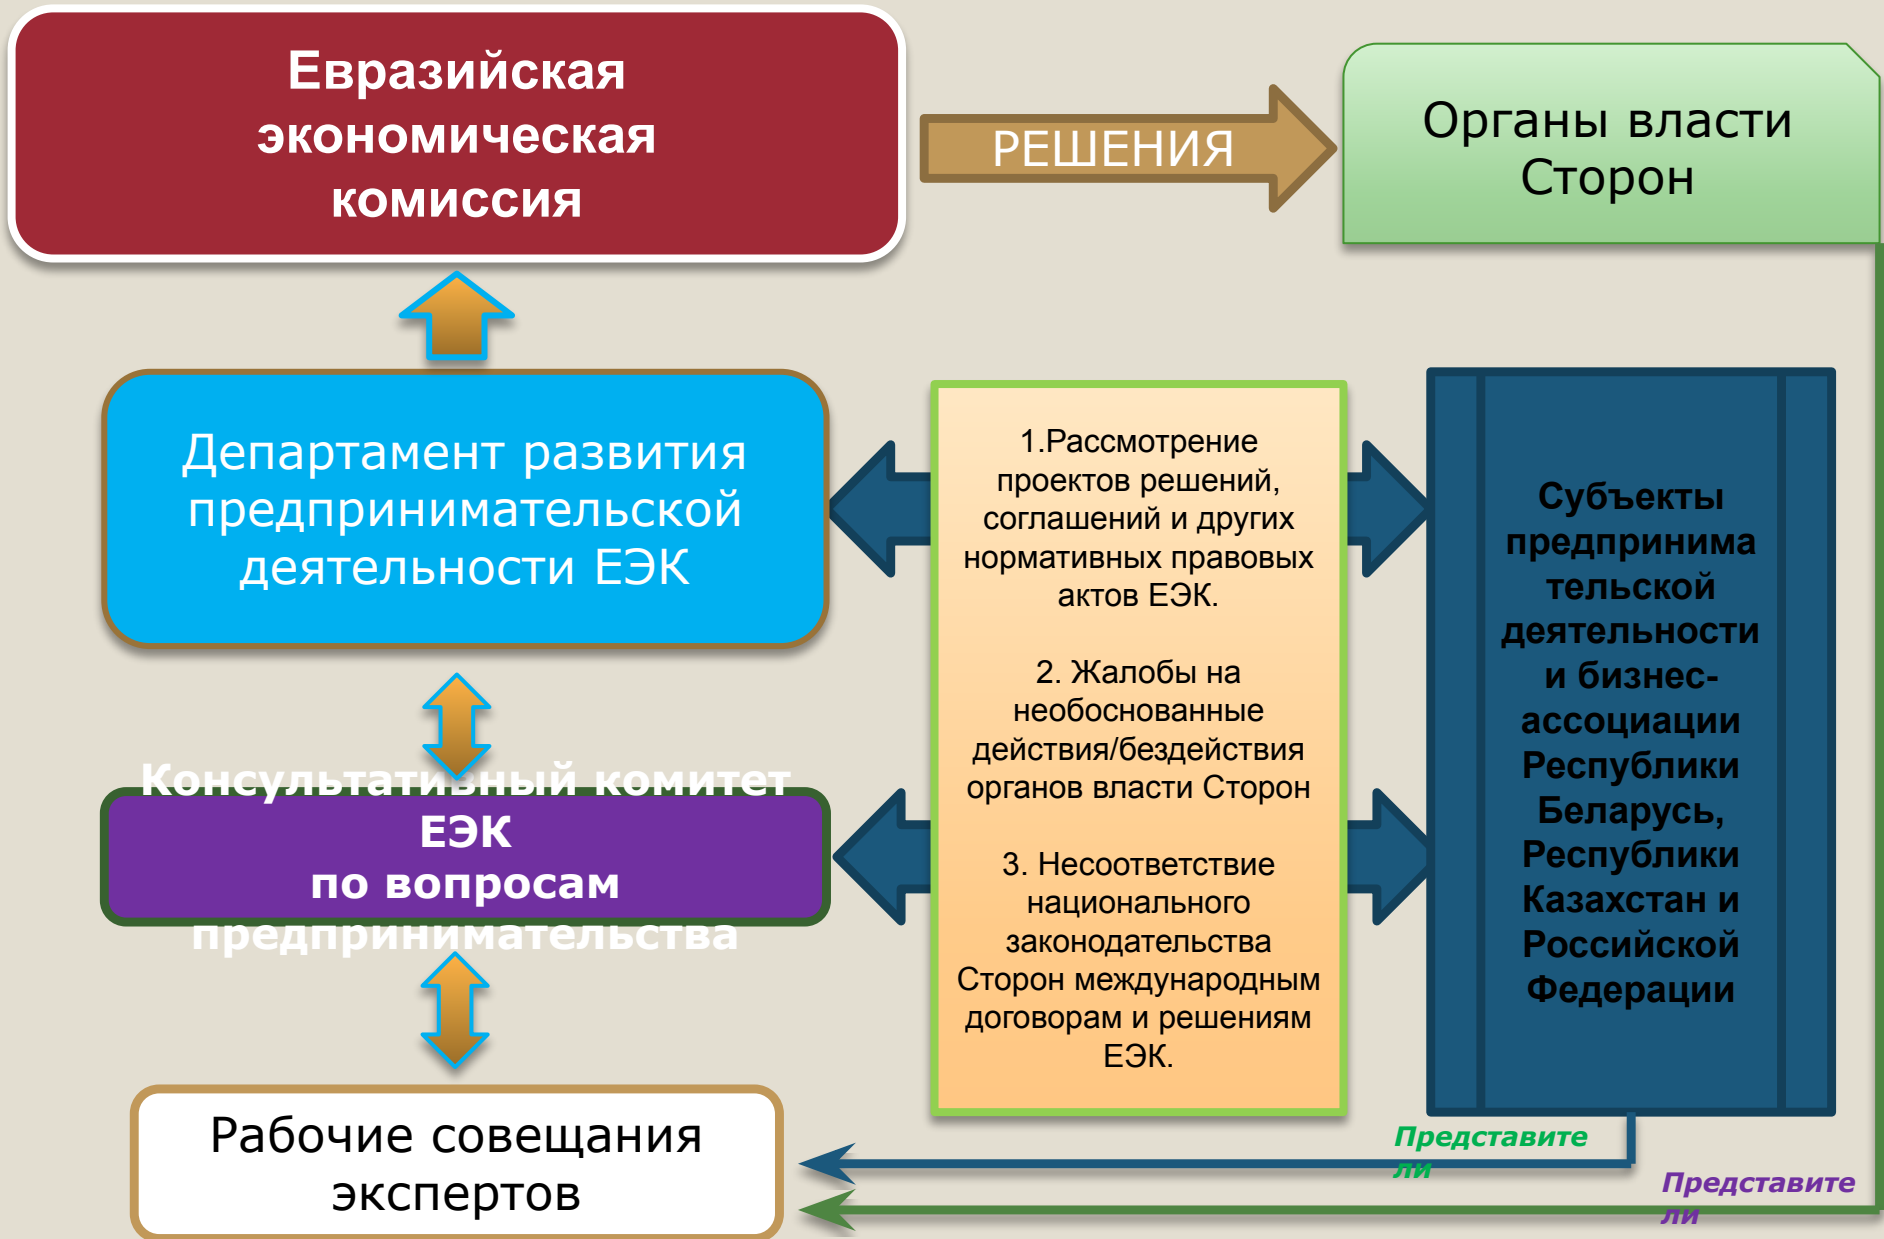 Евразийская
экономическая
комиссия
РЕШЕНИЯ
Органы власти
Сторон
Департамент развития
предпринимательской
деятельности ЕЭК
1.Рассмотрение
проектов решений,
соглашений и других
нормативных правовых
актов ЕЭК.
2. Жалобы на
необоснованные
действия/бездействия
органов власти Сторон
3. Несоответствие
национального
законодательства
Сторон международным
договорам и решениям
ЕЭК.
Субъекты
предпринима
тельской
деятельности
и бизнес-
ассоциации
Республики
Беларусь,
Республики
Казахстан и
Российской
Федерации
Консультативный комитет
ЕЭК
по вопросам
предпринимательства
Рабочие совещания
экспертов
Представите
ли
Представите
ли